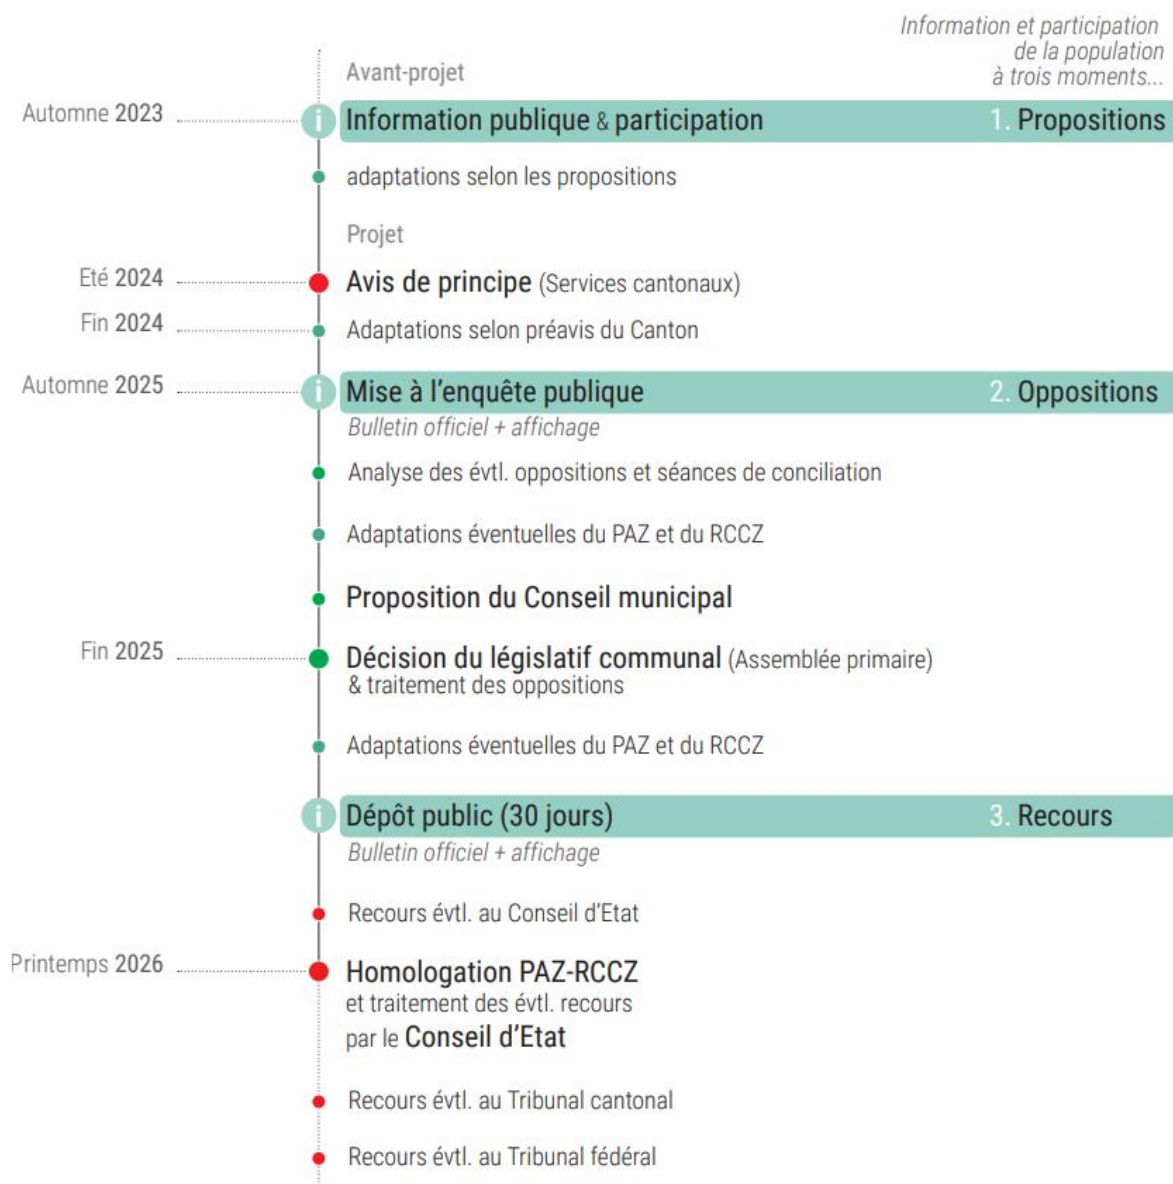 Information et participation
de la population
à trois moments...
Avant-projet
Automne 2023
i Information publique & participation 1. Propositions
adaptations selon les propositions
Projet
Eté 2024 Avis de principe (Services cantonaux)
Fin 2024 Adaptations selon préavis du Canton
Automne 2025 i Mise à l'enquête publique 2. Oppositions
Bulletin officiel + affichage
Analyse des évtl. oppositions et séances de conciliation
Adaptations éventuelles du PAZ et du RCCZ
Proposition du Conseil municipal
Fin 2025 Décision du législatif communal (Assemblée primaire)
& traitement des oppositions
Adaptations éventuelles du PAZ et du RCCZ
i Dépôt public (30 jours) 3. Recours
Bulletin officiel + affichage
Recours évtl. au Conseil d'Etat
Printemps 2026 Homologation PAZ-RCCZ
et traitement des évtl. recours
par le Conseil d'Etat
Recours évtl. au Tribunal cantonal
Recours évtl. au Tribunal fédéral